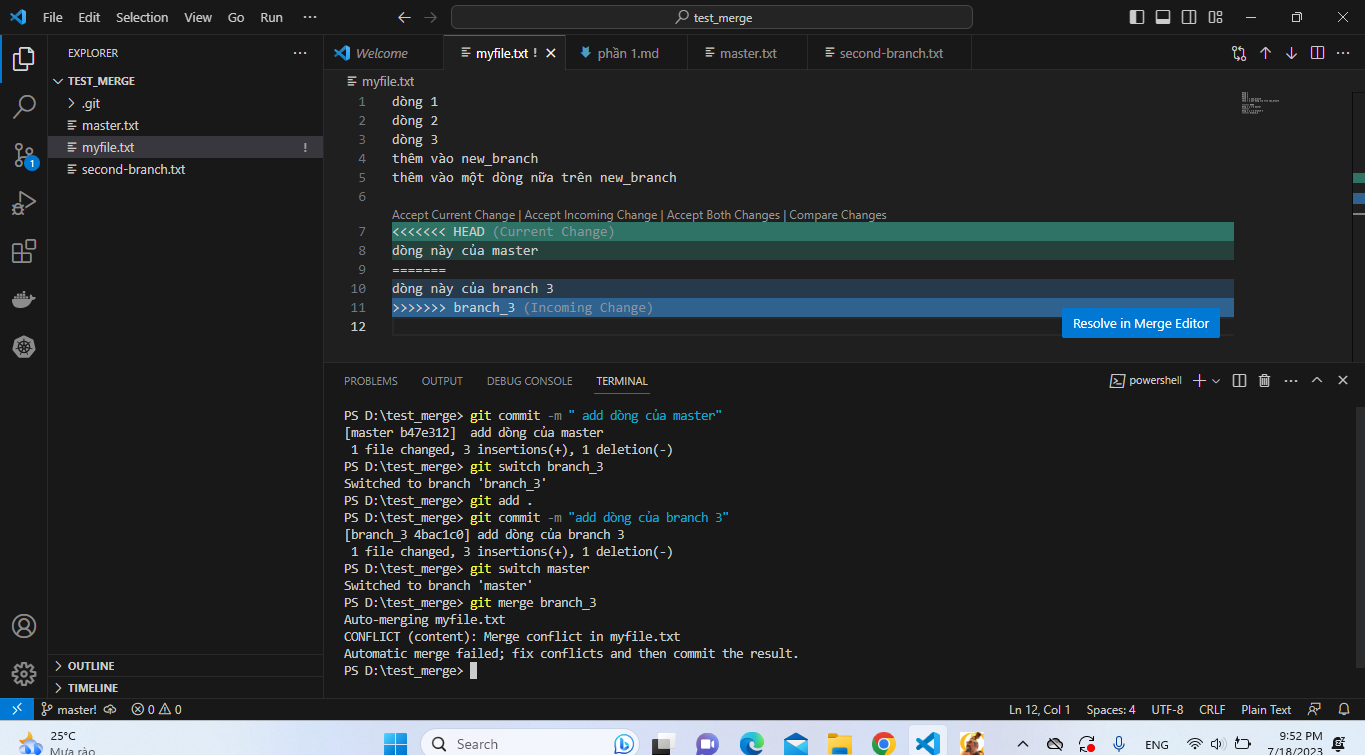 File Edit Selection View Go Run ···
test_merge
EXPLORER ···
TEST_MERGE
.git
master.txt
myfile.txt !
second-branch.txt
OUTLINE
TIMELINE
Welcome
myfile.txt !
phần 1.md
master.txt
second-branch.txt
myfile.txt
1 dòng 1
2 dòng 2
3 dòng 3
4 thêm vào new_branch
5 thêm vào một dòng nữa trên new_branch
6
Accept Current Change | Accept Incoming Change | Accept Both Changes | Compare Changes
7 <<<<<<< HEAD (Current Change)
8 dòng này của master
9 =======
10 dòng này của branch 3
11 >>>>>>> branch_3 (Incoming Change)
12
Resolve in Merge Editor
PROBLEMS OUTPUT DEBUG CONSOLE TERMINAL
powershell
PS D:\test_merge> git commit -m " add dòng của master"
[master b47e312]  add dòng của master
 1 file changed, 3 insertions(+), 1 deletion(-)
PS D:\test_merge> git switch branch_3
Switched to branch 'branch_3'
PS D:\test_merge> git add .
PS D:\test_merge> git commit -m "add dòng của branch 3"
[branch_3 4bac1c0] add dòng của branch 3
 1 file changed, 3 insertions(+), 1 deletion(-)
PS D:\test_merge> git switch master
Switched to branch 'master'
PS D:\test_merge> git merge branch_3
Auto-merging myfile.txt
CONFLICT (content): Merge conflict in myfile.txt
Automatic merge failed; fix conflicts and then commit the result.
PS D:\test_merge>
1
master! 0 0
Ln 12, Col 1 Spaces: 4 UTF-8 CRLF Plain Text
25°C
Mưa rào
Search
ENG
9:52 PM
7/18/2023